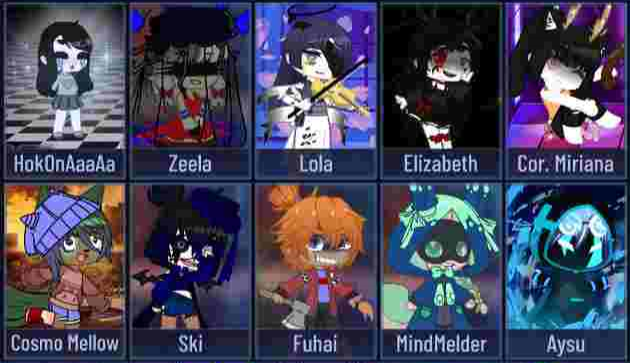 HokOnAaaAa
Zeela
Lola
Elizabeth
Cor. Miriana
Cosmo Mellow
Ski
Fuhai
MindMelder
Aysu